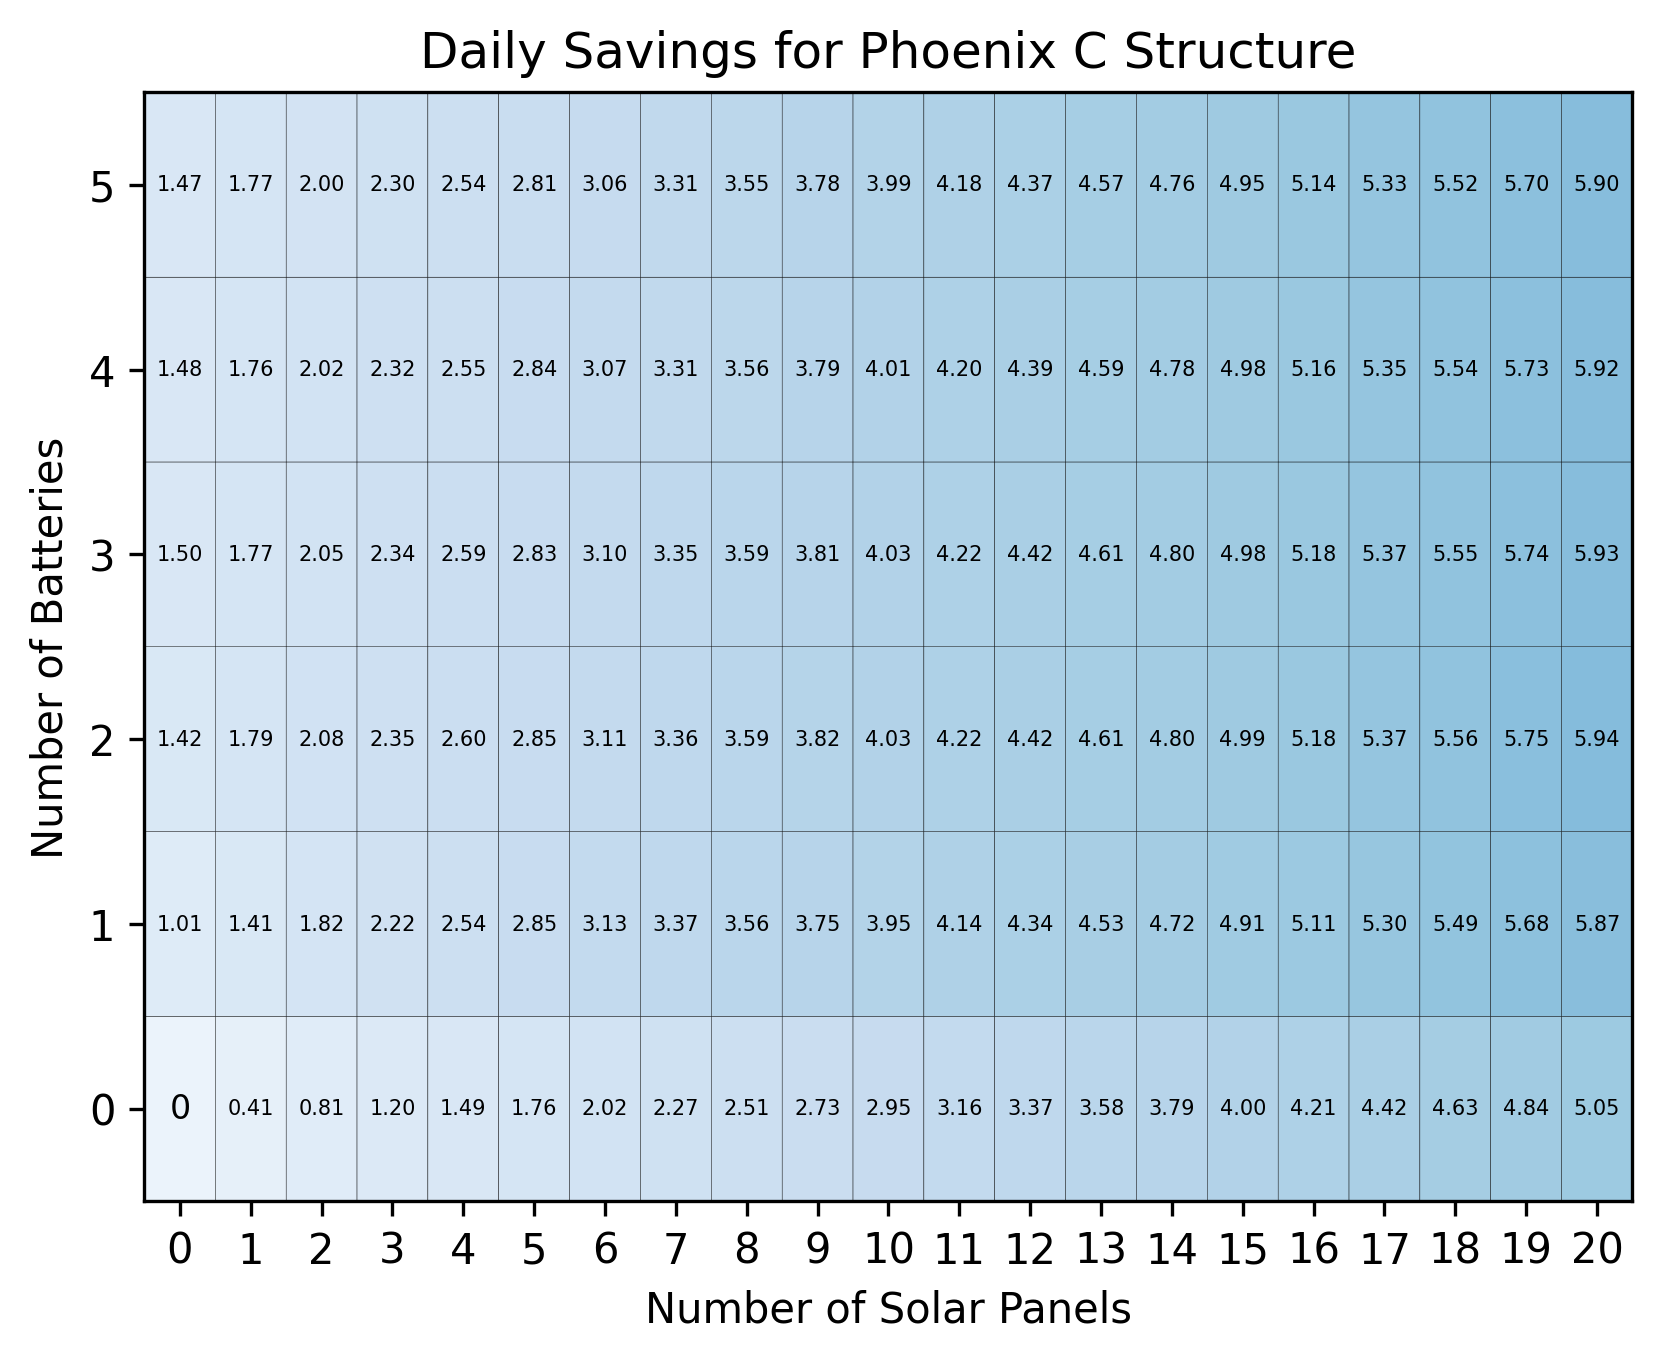 Daily Savings for Phoenix C Structure
Number of Batteries
5 1.47 1.77 2.00 2.30 2.54 2.81 3.06 3.31 3.55 3.78 3.99 4.18 4.37 4.57 4.76 4.95 5.14 5.33 5.52 5.70 5.90
4 1.48 1.76 2.02 2.32 2.55 2.84 3.07 3.31 3.56 3.79 4.01 4.20 4.39 4.59 4.78 4.98 5.16 5.35 5.54 5.73 5.92
3 1.50 1.77 2.05 2.34 2.59 2.83 3.10 3.35 3.59 3.81 4.03 4.22 4.42 4.61 4.80 4.98 5.18 5.37 5.55 5.74 5.93
2 1.42 1.79 2.08 2.35 2.60 2.85 3.11 3.36 3.59 3.82 4.03 4.22 4.42 4.61 4.80 4.99 5.18 5.37 5.56 5.75 5.94
1 1.01 1.41 1.82 2.22 2.54 2.85 3.13 3.37 3.56 3.75 3.95 4.14 4.34 4.53 4.72 4.91 5.11 5.30 5.49 5.68 5.87
0 0 0.41 0.81 1.20 1.49 1.76 2.02 2.27 2.51 2.73 2.95 3.16 3.37 3.58 3.79 4.00 4.21 4.42 4.63 4.84 5.05
0 1 2 3 4 5 6 7 8 9 10 11 12 13 14 15 16 17 18 19 20
Number of Solar Panels